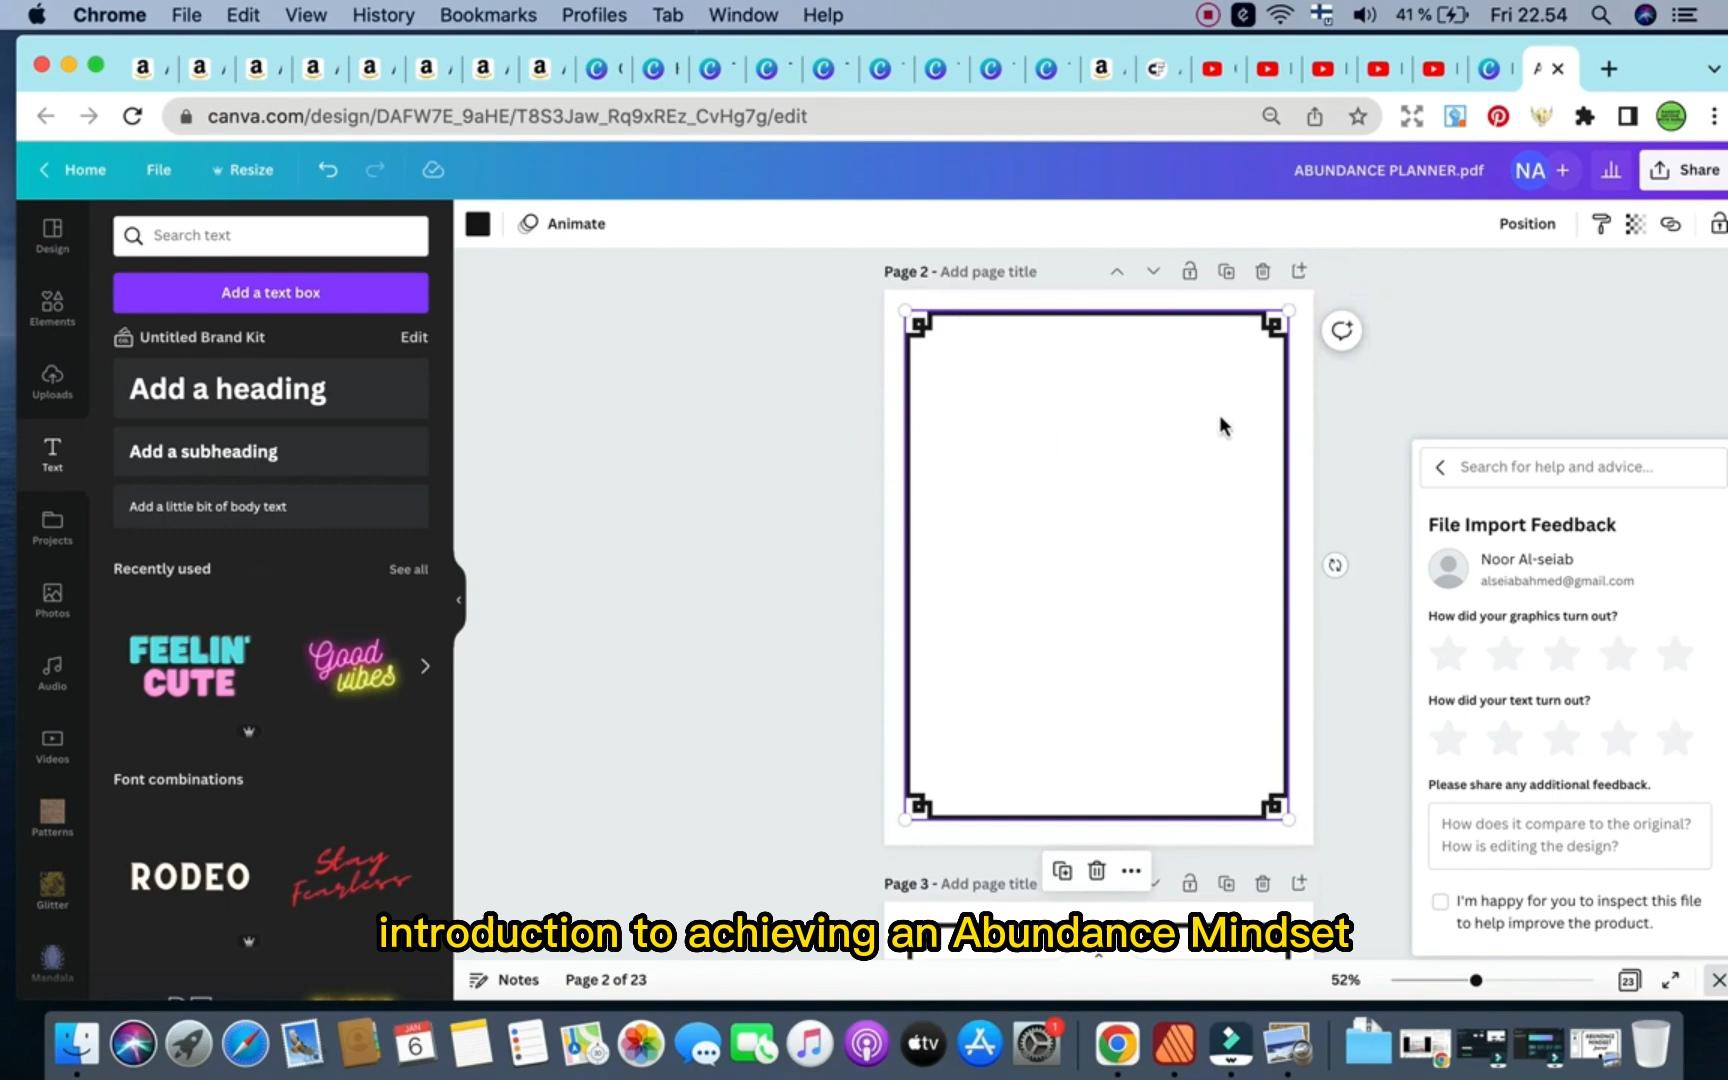 Chrome File Edit View History Bookmarks Profiles Tab Window Help 41 % Fri 22.54
canva.com/design/DAFW7E_9aHE/T8S3Jaw_Rq9xREz_CvHg7g/edit
Home File Resize ABUNDANCE PLANNER.pdf NA + Share
Search text
Animate
Position
Design
Elements
Uploads
Text
Projects
Photos
Audio
Videos
Patterns
Glitter
Mandala
Add a text box
Untitled Brand Kit Edit
Add a heading
Add a subheading
Add a little bit of body text
Recently used See all
FEELIN'
CUTE
Good
vibes
Font combinations
RODEO
Stay
Fearless
Page 2 - Add page title
Page 3 - Add page title
Search for help and advice...
File Import Feedback
Noor Al-seiab
alseiabahmed@gmail.com
How did your graphics turn out?
How did your text turn out?
Please share any additional feedback.
How does it compare to the original?
How is editing the design?
I'm happy for you to inspect this file
to help improve the product.
introduction to achieving an Abundance Mindset
Notes Page 2 of 23 52% 23
JAN
6
tv
1